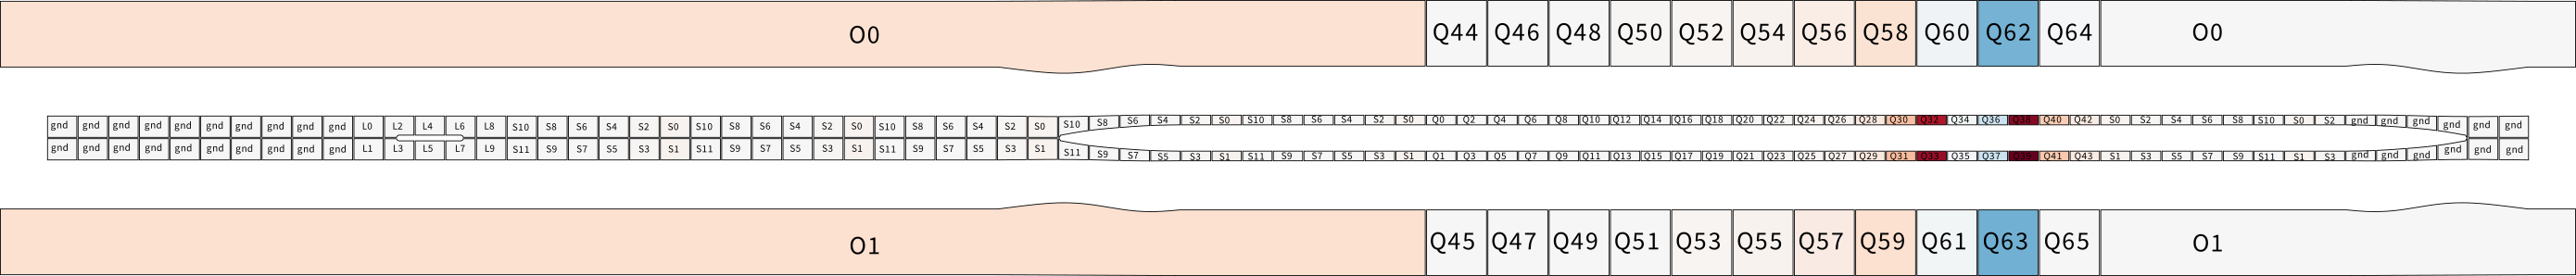 O0 Q44 Q46 Q48 Q50 Q52 Q54 Q56 Q58 Q60 Q62 Q64 O0
gnd gnd gnd gnd gnd gnd gnd gnd gnd gnd L0 L2 L4 L6 L8 S10 S8 S6 S4 S2 S0 S10 S8 S6 S4 S2 S0 S10 S8 S6 S4 S2 S0 S10 S8 S6 S4 S2 S0 S10 S8 S6 S4 S2 S0 Q0 Q2 Q4 Q6 Q8 Q10 Q12 Q14 Q16 Q18 Q20 Q22 Q24 Q26 Q28 Q30 Q32 Q34 Q36 Q38 Q40 Q42 S0 S2 S4 S6 S8 S10 S0 S2 gnd gnd gnd gnd gnd gnd
gnd gnd gnd gnd gnd gnd gnd gnd gnd gnd L1 L3 L5 L7 L9 S11 S9 S7 S5 S3 S1 S11 S9 S7 S5 S3 S1 S11 S9 S7 S5 S3 S1 S11 S9 S7 S5 S3 S1 S11 S9 S7 S5 S3 S1 Q1 Q3 Q5 Q7 Q9 Q11 Q13 Q15 Q17 Q19 Q21 Q23 Q25 Q27 Q29 Q31 Q33 Q35 Q37 Q39 Q41 Q43 S1 S3 S5 S7 S9 S11 S1 S3 gnd gnd gnd gnd gnd gnd
O1 Q45 Q47 Q49 Q51 Q53 Q55 Q57 Q59 Q61 Q63 Q65 O1